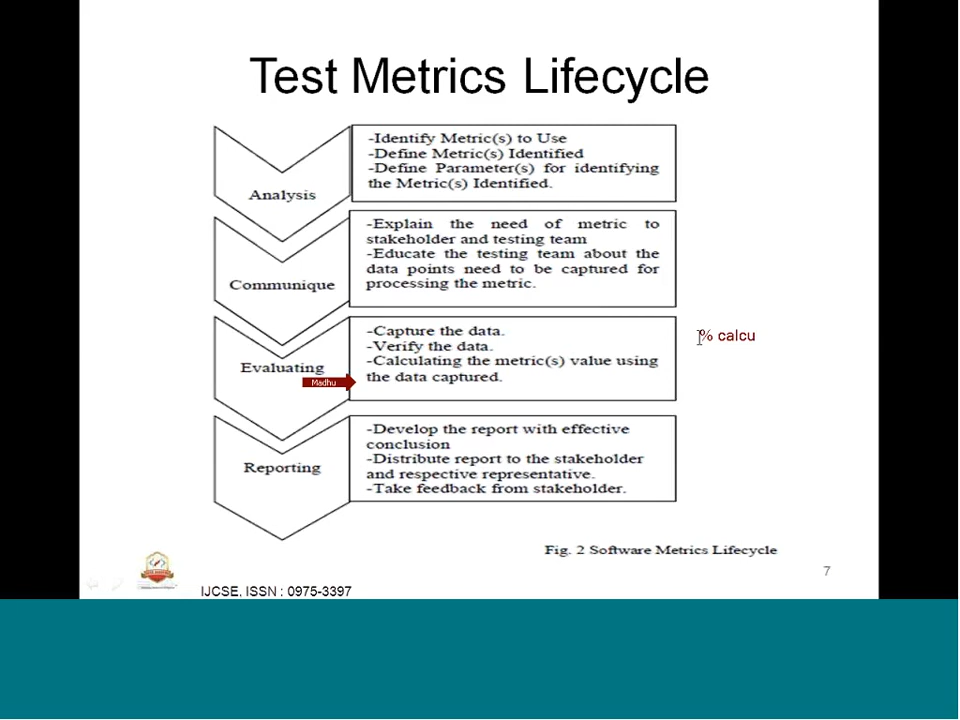 Test Metrics Lifecycle
Analysis
-Identify Metric(s) to Use
-Define Metric(s) Identified
-Define Parameter(s) for identifying
the Metric(s) Identified.
Communique
-Explain the need of metric to
stakeholder and testing team
-Educate the testing team about the
data points need to be captured for
processing the metric.
Evaluating
Madhu
-Capture the data.
-Verify the data.
-Calculating the metric(s) value using
the data captured.
% calcu
Reporting
-Develop the report with effective
conclusion
-Distribute report to the stakeholder
and respective representative.
-Take feedback from stakeholder.
Fig. 2 Software Metrics Lifecycle
7
IJCSE, ISSN : 0975-3397